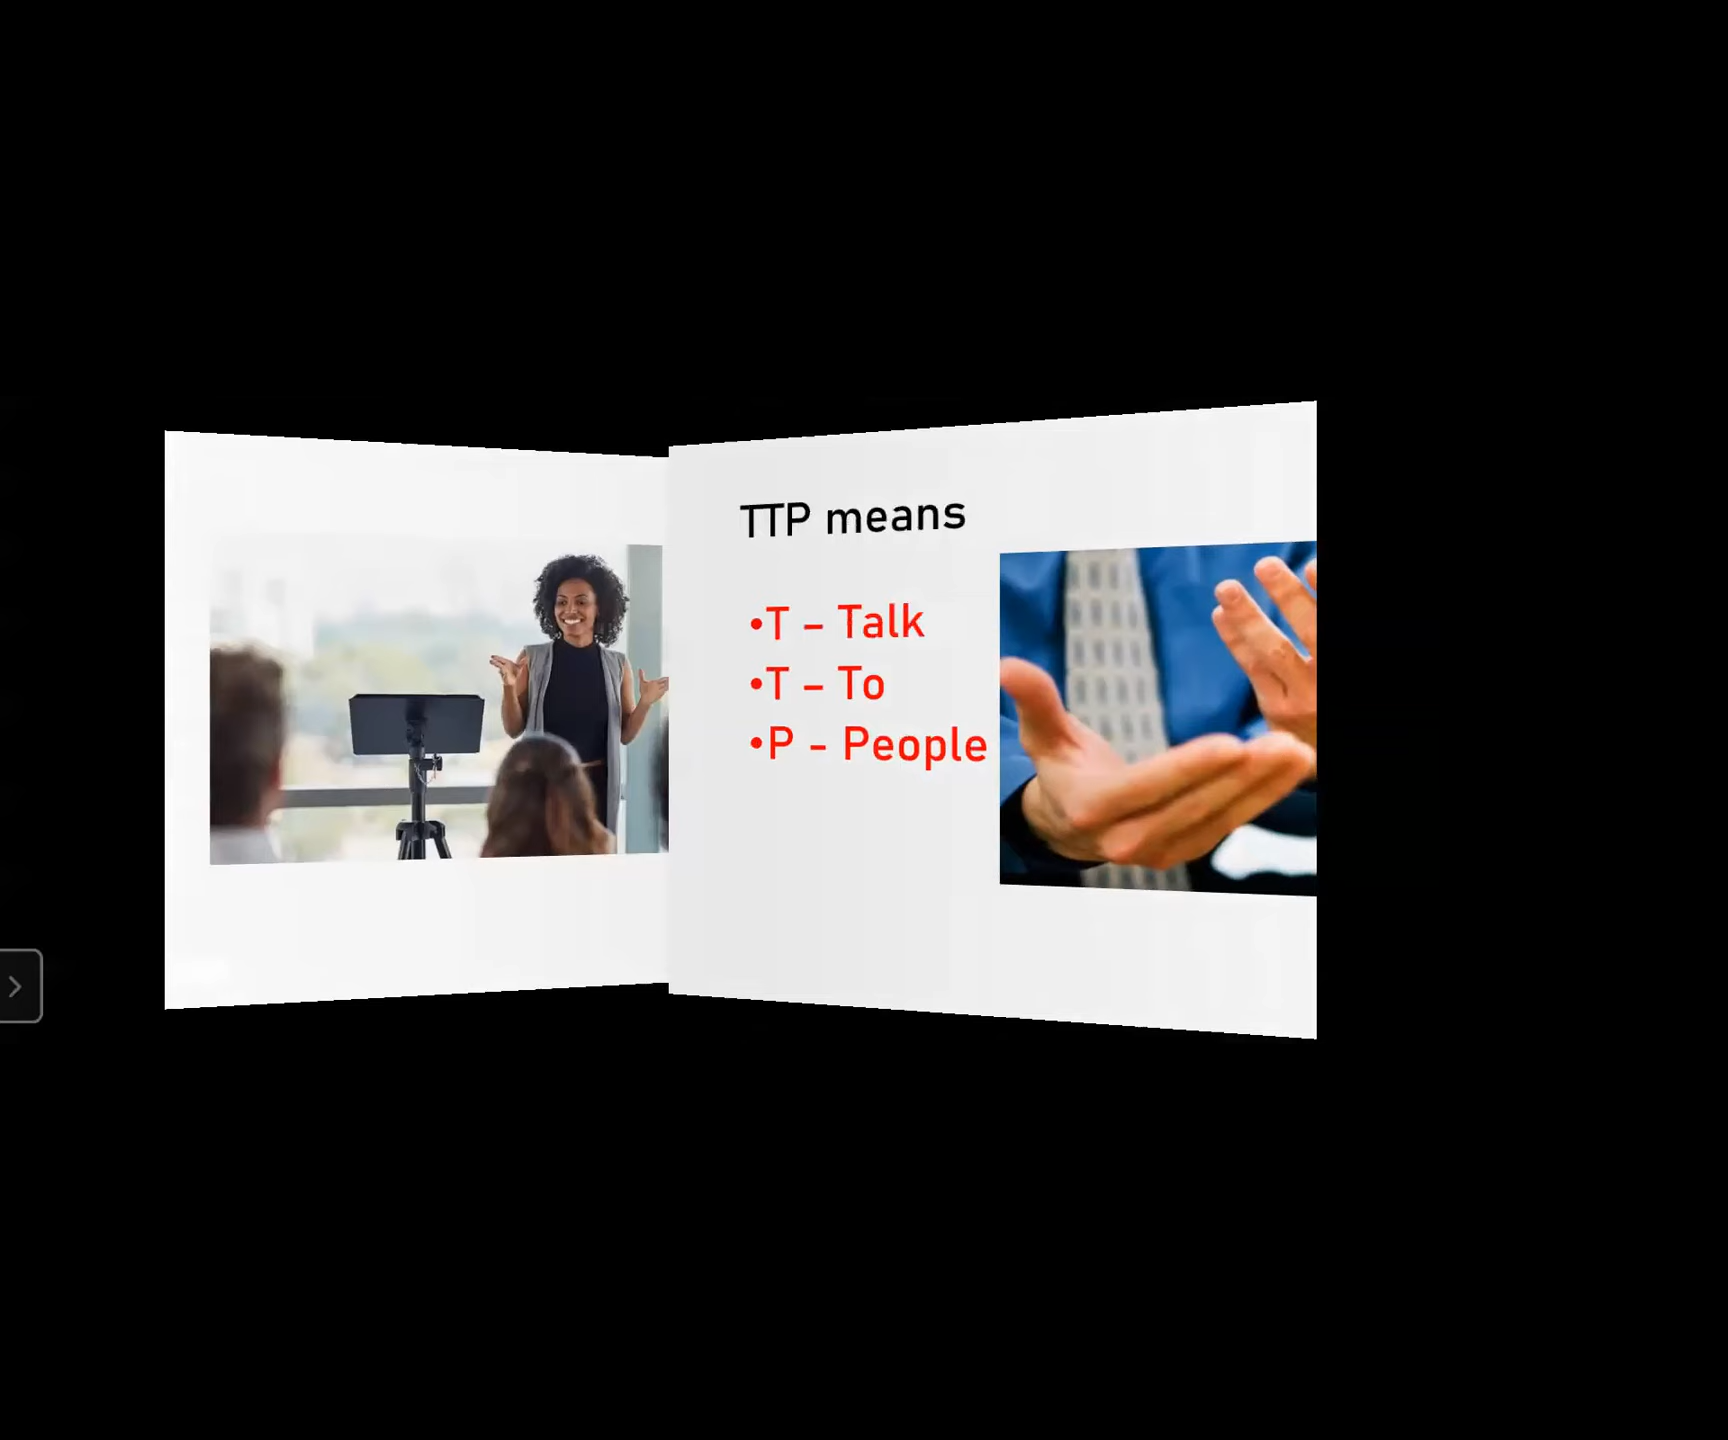 TTP means
•T – Talk
•T – To
•P - People